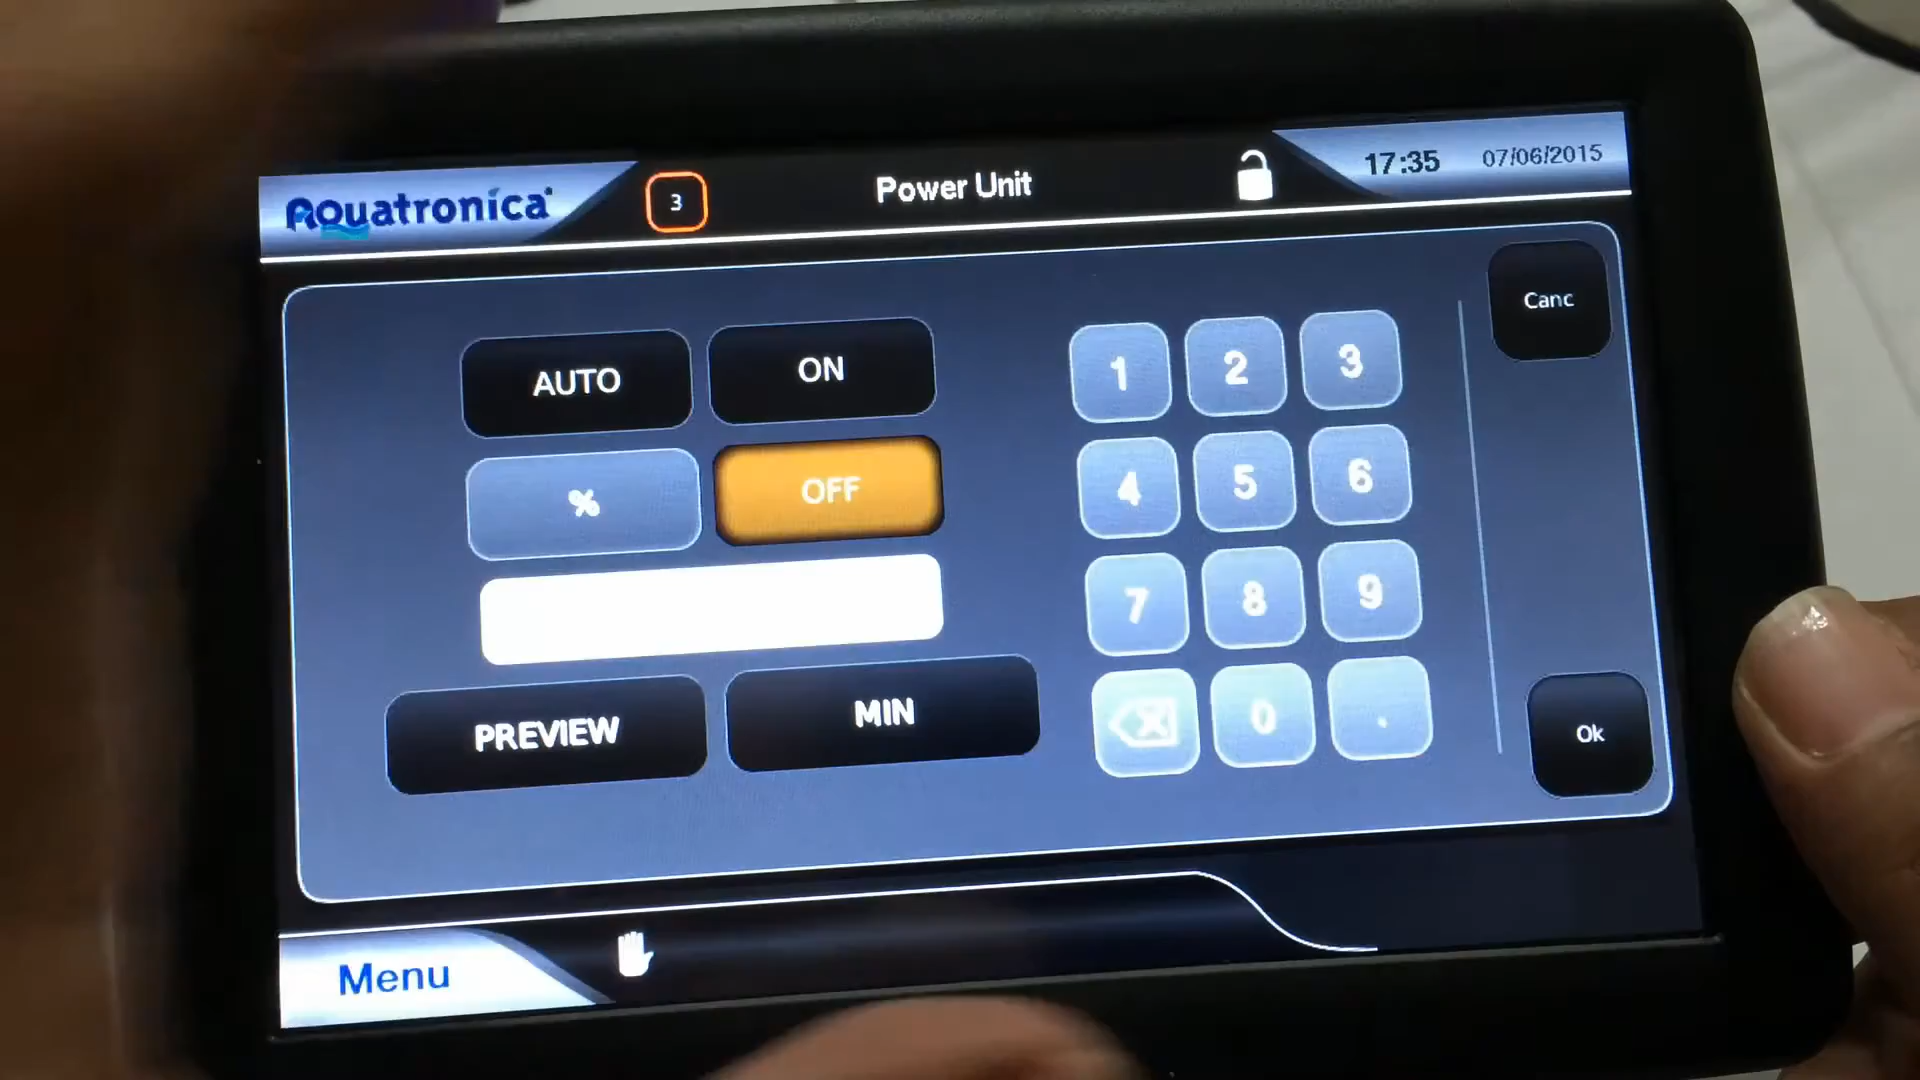 Aquatronica
3
Power Unit
17:35
07/06/2015
Canc
AUTO
ON
%
OFF
PREVIEW
MIN
1 2 3
4 5 6
7 8 9
0 .
Ok
Menu